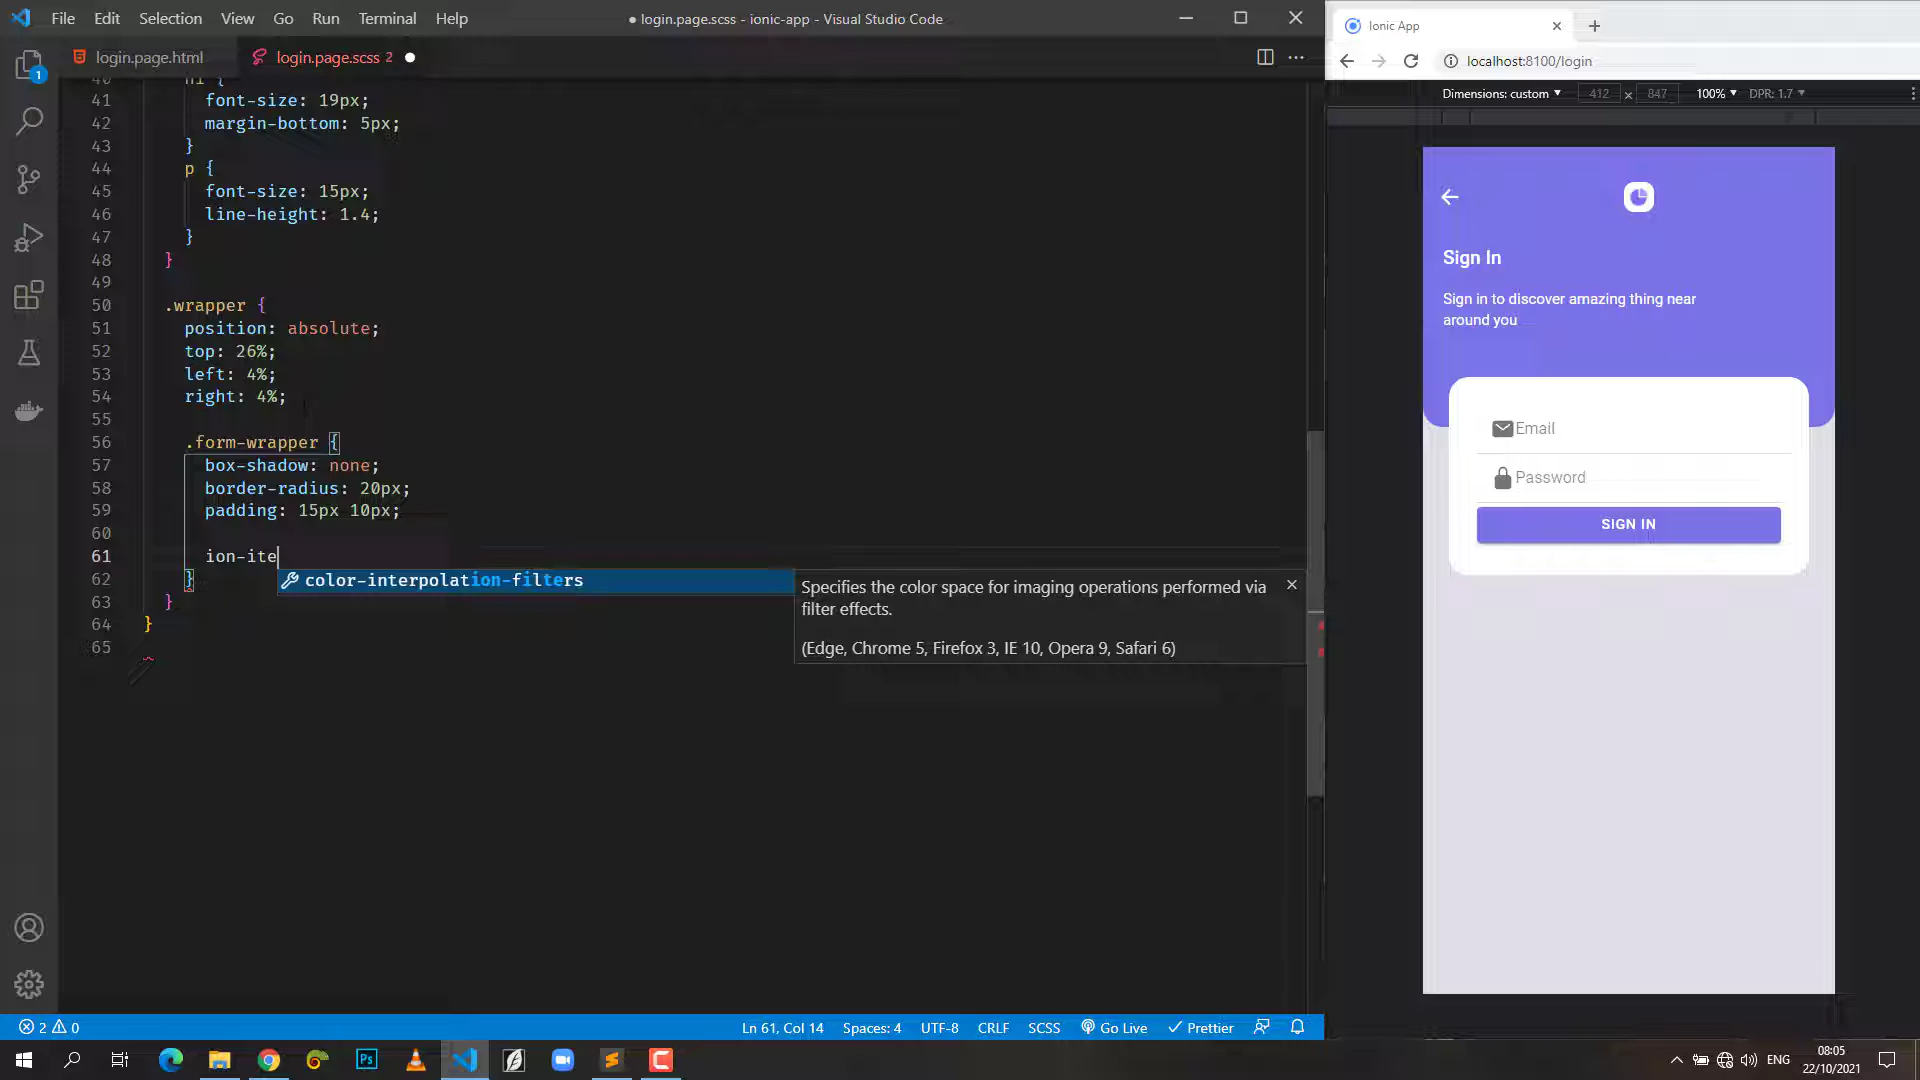 File Edit Selection View Go Run Terminal Help
● login.page.scss - ionic-app - Visual Studio Code
Ionic App
login.page.html
login.page.scss 2
localhost:8100/login
Dimensions: custom 412 x 847 100% DPR: 1.7
1
41 font-size: 19px;
42 margin-bottom: 5px;
43 }
44 p {
45 font-size: 15px;
46 line-height: 1.4;
47 }
48 }
49
50 .wrapper {
51 position: absolute;
52 top: 26%;
53 left: 4%;
54 right: 4%;
55
56 .form-wrapper {
57 box-shadow: none;
58 border-radius: 20px;
59 padding: 15px 10px;
60
61 ion-ite
62 }
63 }
64 }
65
color-interpolation-filters
Specifies the color space for imaging operations performed via
filter effects.
(Edge, Chrome 5, Firefox 3, IE 10, Opera 9, Safari 6)
Sign In
Sign in to discover amazing thing near
around you
Email
Password
SIGN IN
2 0
Ln 61, Col 14 Spaces: 4 UTF-8 CRLF SCSS Go Live Prettier
Ps
ENG
08:05
22/10/2021